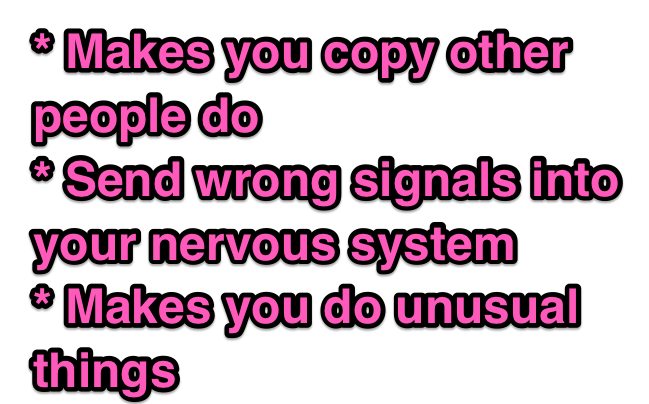 * Makes you copy other
people do
* Send wrong signals into
your nervous system
* Makes you do unusual
things